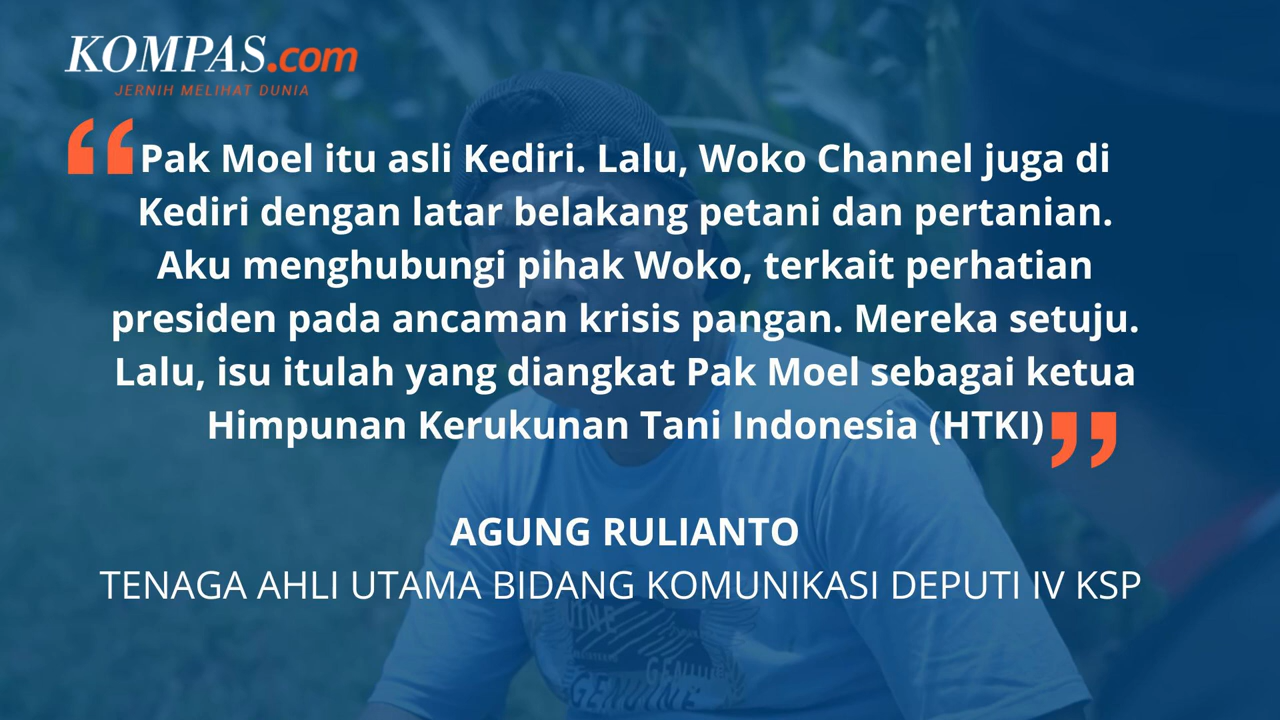 KOMPAS.com
JERNIH MELIHAT DUNIA
“Pak Moel itu asli Kediri. Lalu, Woko Channel juga di
Kediri dengan latar belakang petani dan pertanian.
Aku menghubungi pihak Woko, terkait perhatian
presiden pada ancaman krisis pangan. Mereka setuju.
Lalu, isu itulah yang diangkat Pak Moel sebagai ketua
Himpunan Kerukunan Tani Indonesia (HTKI)”
AGUNG RULIANTO
TENAGA AHLI UTAMA BIDANG KOMUNIKASI DEPUTI IV KSP
GENUINE